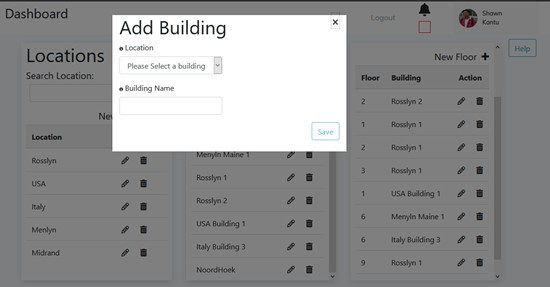 Dashboard
Logout
Shawn
Kantu
Add Building
Location
Please Select a building
Building Name
Save
Locations
Search Location:
Ne
Location
Rosslyn
USA
Italy
Menlyn
Midrand
Menyln Maine 1
Rosslyn 1
Rosslyn 2
USA Building 1
Italy Building 3
NoordHoek
New Floor
Help
Floor Building Action
2 Rosslyn 2
1 Rosslyn 1
2 Rosslyn 1
3 Rosslyn 1
1 USA Building 1
6 Menyln Maine 1
6 Italy Building 3
9 Rosslyn 1